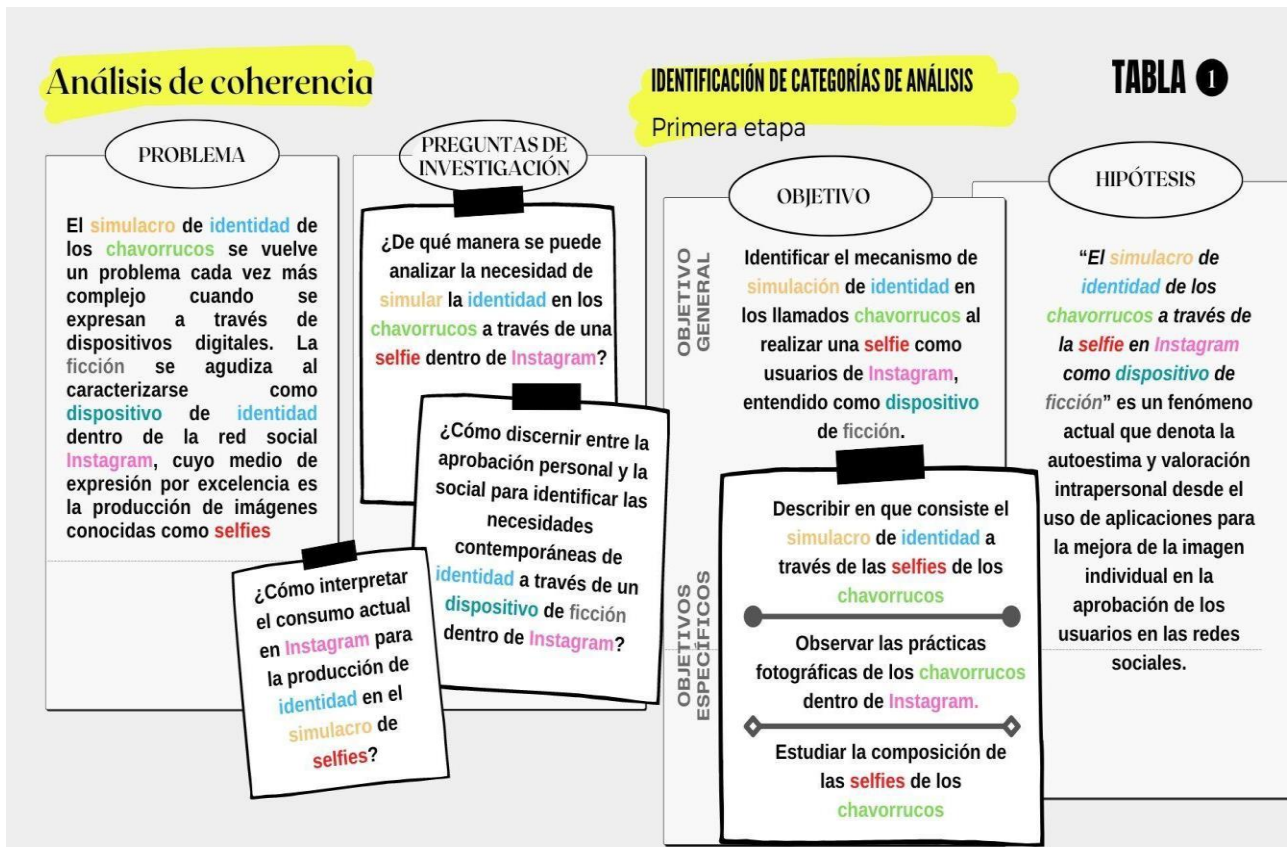 Análisis de coherencia
IDENTIFICACIÓN DE CATEGORÍAS DE ANÁLISIS
Primera etapa
TABLA 1
PROBLEMA
El simulacro de identidad de
los chavorrucos se vuelve
un problema cada vez más
complejo cuando se
expresan a través de
dispositivos digitales. La
ficción se agudiza al
caracterizarse como
dispositivo de identidad
dentro de la red social
Instagram, cuyo medio de
expresión por excelencia es
la producción de imágenes
conocidas como selfies
PREGUNTAS DE
INVESTIGACIÓN
¿De qué manera se puede
analizar la necesidad de
simular la identidad en los
chavorrucos a través de una
selfie dentro de Instagram?
¿Cómo discernir entre la
aprobación personal y la
social para identificar las
necesidades
contemporáneas de
identidad a través de un
dispositivo de ficción
dentro de Instagram?
¿Cómo interpretar
el consumo actual
en Instagram para
la producción de
identidad en el
simulacro de
selfies?
OBJETIVO
OBJETIVO
GENERAL
Identificar el mecanismo de
simulación de identidad en
los llamados chavorrucos al
realizar una selfie como
usuarios de Instagram,
entendido como dispositivo
de ficción.
OBJETIVOS
ESPECÍFICOS
Describir en que consiste el
simulacro de identidad a
través de las selfies de los
chavorrucos
Observar las prácticas
fotográficas de los chavorrucos
dentro de Instagram.
Estudiar la composición de
las selfies de los
chavorrucos
HIPÓTESIS
“El simulacro de
identidad de los
chavorrucos a través de
la selfie en Instagram
como dispositivo de
ficción” es un fenómeno
actual que denota la
autoestima y valoración
intrapersonal desde el
uso de aplicaciones para
la mejora de la imagen
individual en la
aprobación de los
usuarios en las redes
sociales.